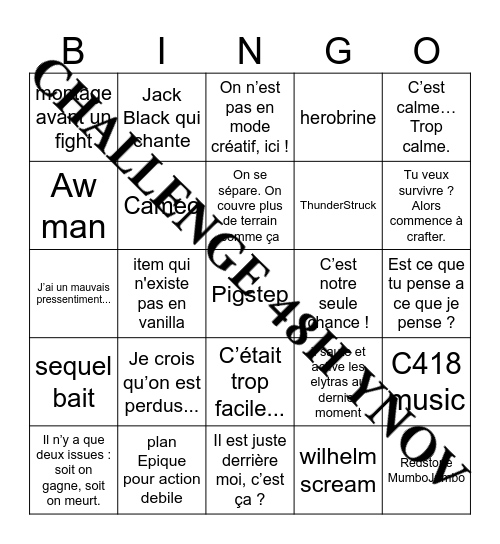 B I N G O
montage
avant un
fight
Jack
Black qui
chante
On n’est
pas en
mode
créatif, ici !
herobrine
C’est
calme…
Trop
calme.
Aw
man
Cameo
On se
sépare. On
couvre plus
de terrain
comme ça
ThunderStruck
Tu veux
survivre ?
Alors
commence à
crafter.
J’ai un mauvais
pressentiment...
item qui
n'existe
pas en
vanilla
Pigstep
C’est
notre
seule
chance !
Est ce que
tu pense a
ce que je
pense ?
sequel
bait
Je crois
qu’on est
perdus...
C’était
trop
facile...
saute et
active les
elytras au
dernier
moment
C418
music
Il n’y a que
deux issues :
soit on
gagne, soit
on meurt.
plan
Epique
pour action
debile
Il est juste
derrière
moi, c’est
ça ?
wilhelm
scream
Redstone
MumboJumbo
CHALLENGE 48H YNOV